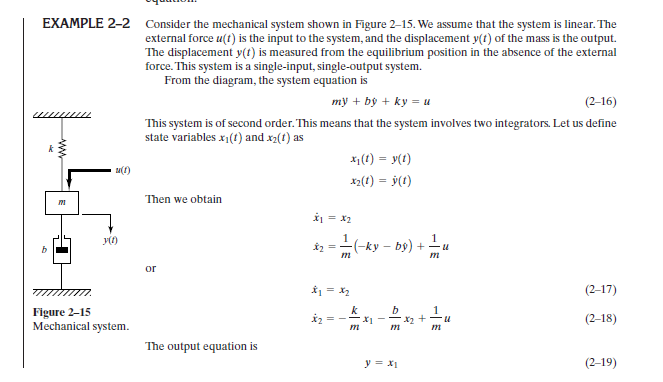 EXAMPLE 2–2 Consider the mechanical system shown in Figure 2–15. We assume that the system is linear. The
external force u(t) is the input to the system, and the displacement y(t) of the mass is the output.
The displacement y(t) is measured from the equilibrium position in the absence of the external
force. This system is a single-input, single-output system.
From the diagram, the system equation is
mÿ + bẏ + ky = u (2–16)
This system is of second order. This means that the system involves two integrators. Let us define
state variables x₁(t) and x₂(t) as
x₁(t) = y(t)
x₂(t) = ẏ(t)
Then we obtain
ẋ₁ = x₂
ẋ₂ = 1/m (−ky − bẏ) + 1/m u
or
ẋ₁ = x₂ (2–17)
ẋ₂ = −k/m x₁ − b/m x₂ + 1/m u (2–18)
The output equation is
y = x₁ (2–19)
k
u(t)
m
y(t)
b
Figure 2–15
Mechanical system.